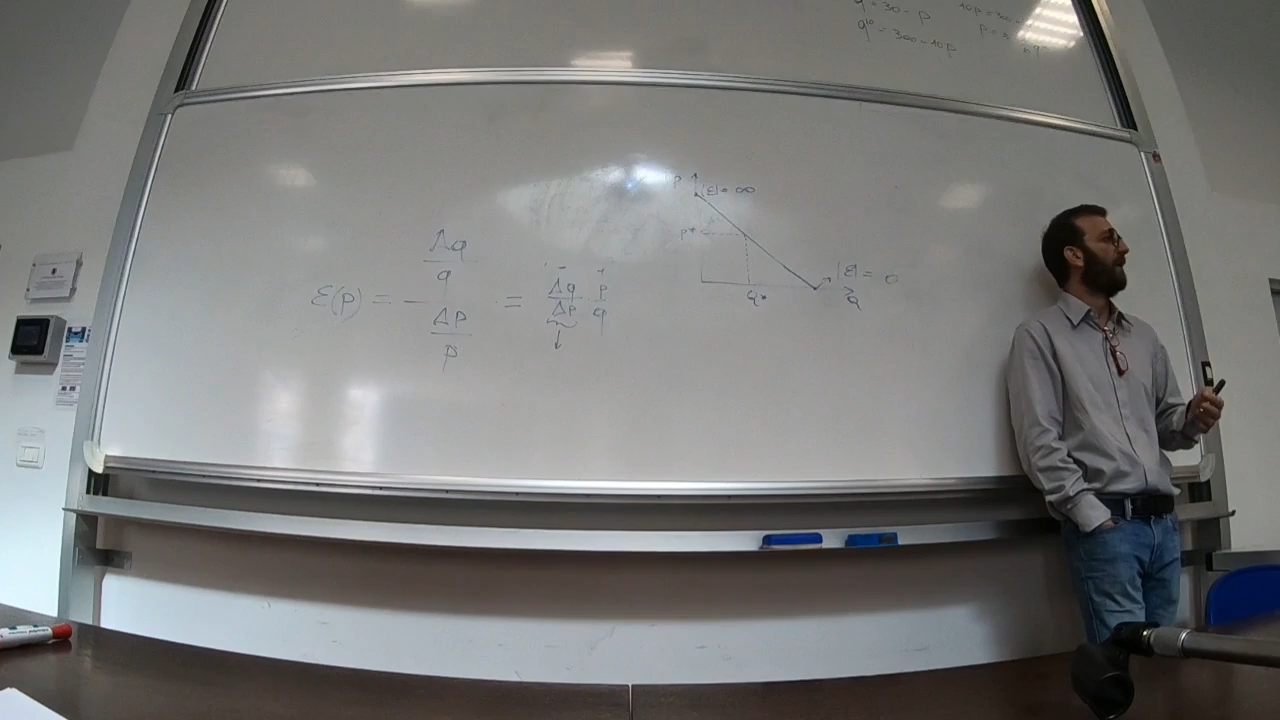 q = 30 - p
q^D = 300 - 10p
10p = 300
ε(p) = (Δq / q) / (Δp / p) = Δq/Δp p/q
↓
p
|ε| = ∞
p*
q*
|ε| = 0
q